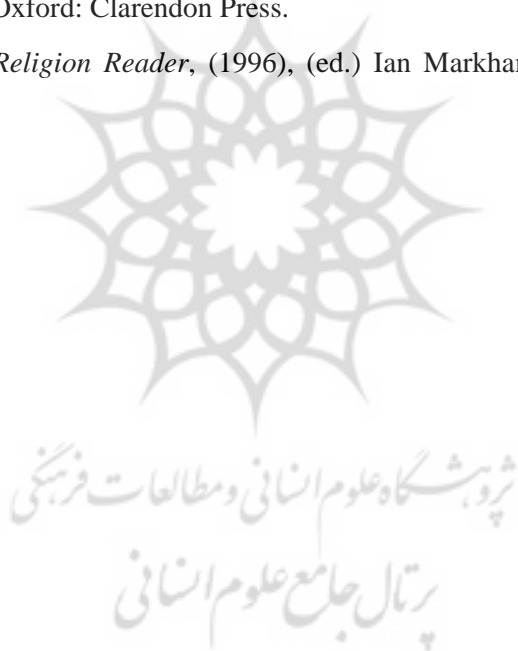 Oxford: Clarendon Press.
Religion Reader, (1996), (ed.) Ian Markham
پژوهشگاه علوم انسانی و مطالعات فرهنگی
پرتال جامع علوم انسانی